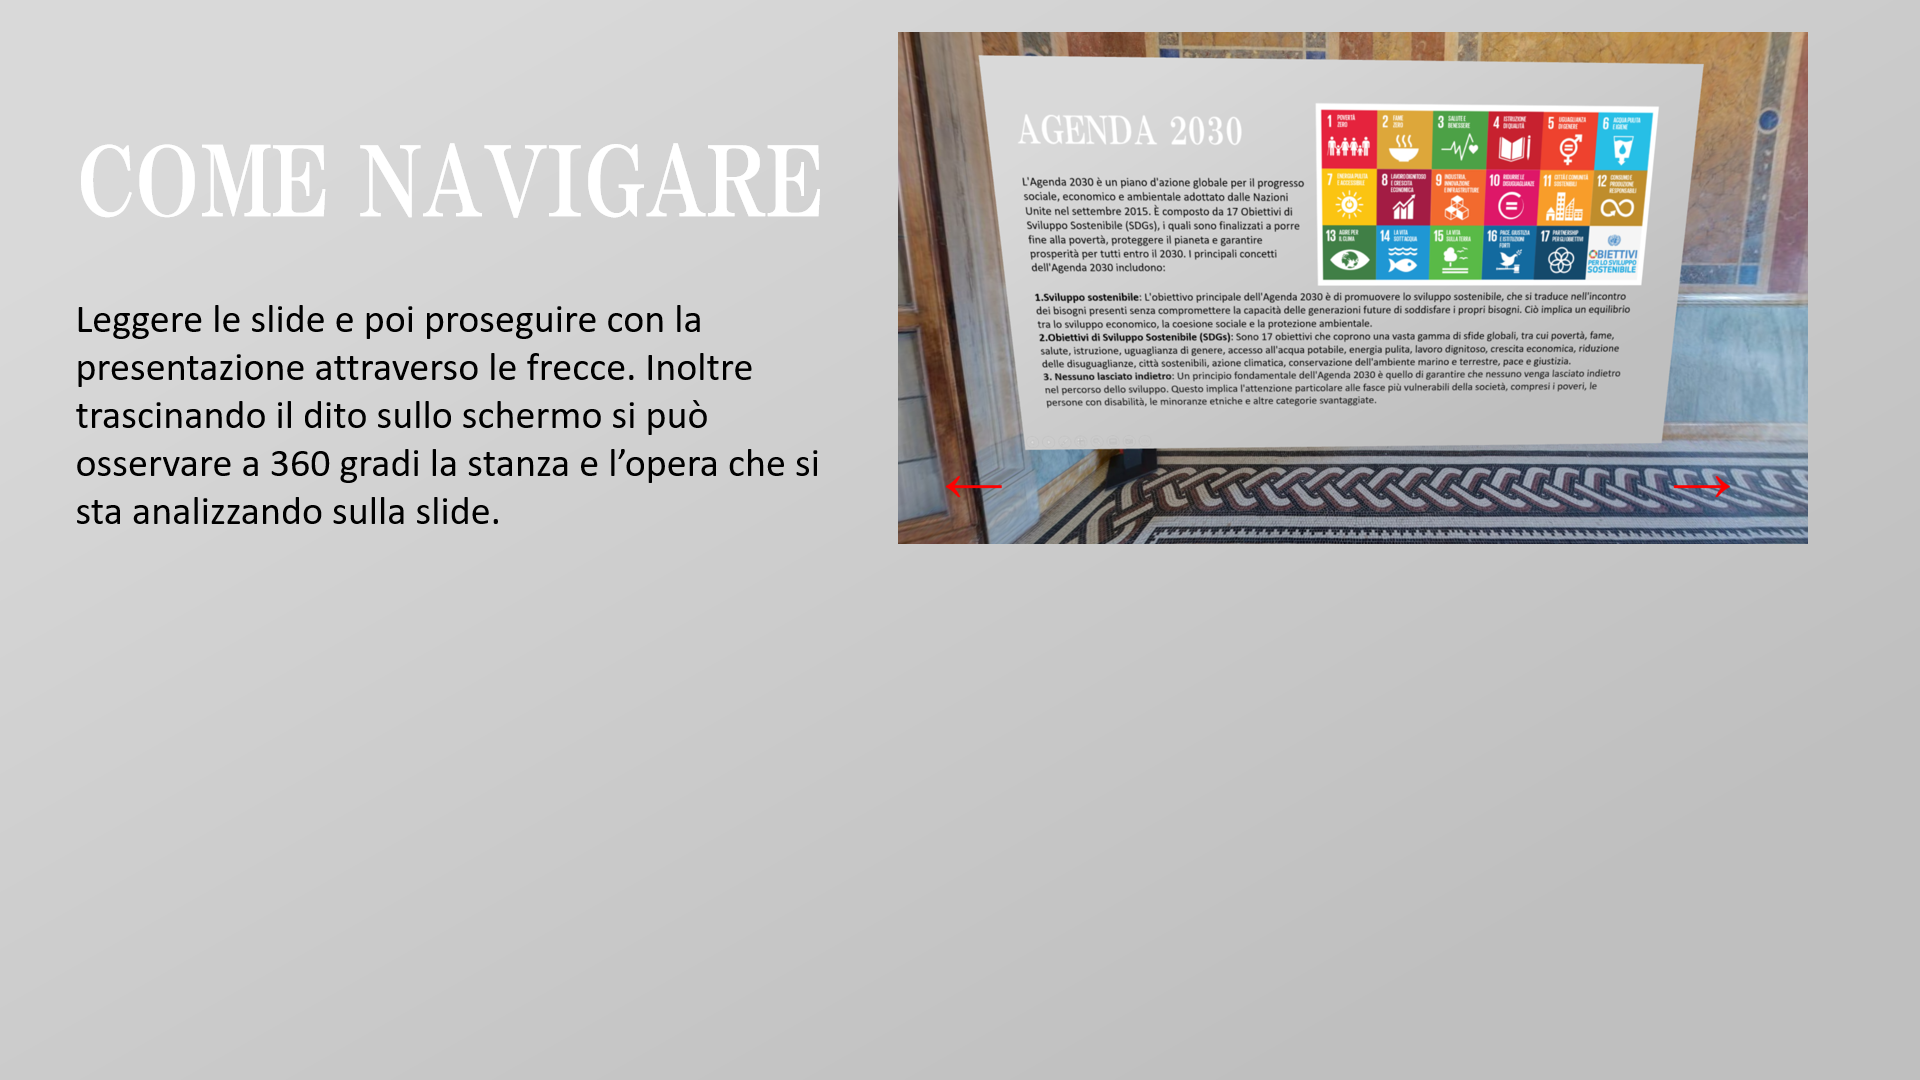 COME NAVIGARE
Leggere le slide e poi proseguire con la
presentazione attraverso le frecce. Inoltre
trascinando il dito sullo schermo si può
osservare a 360 gradi la stanza e l’opera che si
sta analizzando sulla slide.
AGENDA 2030
L'Agenda 2030 è un piano d'azione globale per il progresso
sociale, economico e ambientale adottato dalle Nazioni
Unite nel settembre 2015. È composto da 17 Obiettivi di
Sviluppo Sostenibile (SDGs), i quali sono finalizzati a porre
fine alla povertà, proteggere il pianeta e garantire
prosperità per tutti entro il 2030. I principali concetti
dell'Agenda 2030 includono:
1 POVERTÀ
ZERO
2 FAME
ZERO
3 SALUTE E
BENESSERE
4 ISTRUZIONE
DI QUALITÀ
5 UGUAGLIANZA
DI GENERE
6 ACQUA PULITA
E IGIENE
7 ENERGIA PULITA
E ACCESSIBILE
8 LAVORO DIGNITOSO
E CRESCITA
ECONOMICA
9 INDUSTRIA,
INNOVAZIONE
E INFRASTRUTTURE
10 RIDURRE LE
DISUGUAGLIANZE
11 CITTÀ E COMUNITÀ
SOSTENIBILI
12 CONSUMO E
PRODUZIONE
RESPONSABILI
13 AGIRE PER
IL CLIMA
14 LA VITA
SOTT'ACQUA
15 LA VITA
SULLA TERRA
16 PACE, GIUSTIZIA
E ISTITUZIONI
FORTI
17 PARTNERSHIP
PER GLI OBIETTIVI
OBIETTIVI
PER LO SVILUPPO
SOSTENIBILE
1.Sviluppo sostenibile: L'obiettivo principale dell'Agenda 2030 è di promuovere lo sviluppo sostenibile, che si traduce nell'incontro
dei bisogni presenti senza compromettere la capacità delle generazioni future di soddisfare i propri bisogni. Ciò implica un equilibrio
tra lo sviluppo economico, la coesione sociale e la protezione ambientale.
2.Obiettivi di Sviluppo Sostenibile (SDGs): Sono 17 obiettivi che coprono una vasta gamma di sfide globali, tra cui povertà, fame,
salute, istruzione, uguaglianza di genere, accesso all'acqua potabile, energia pulita, lavoro dignitoso, crescita economica, riduzione
delle disuguaglianze, città sostenibili, azione climatica, conservazione dell'ambiente marino e terrestre, pace e giustizia.
3. Nessuno lasciato indietro: Un principio fondamentale dell'Agenda 2030 è quello di garantire che nessuno venga lasciato indietro
nel percorso dello sviluppo. Questo implica l'attenzione particolare alle fasce più vulnerabili della società, compresi i poveri, le
persone con disabilità, le minoranze etniche e altre categorie svantaggiate.